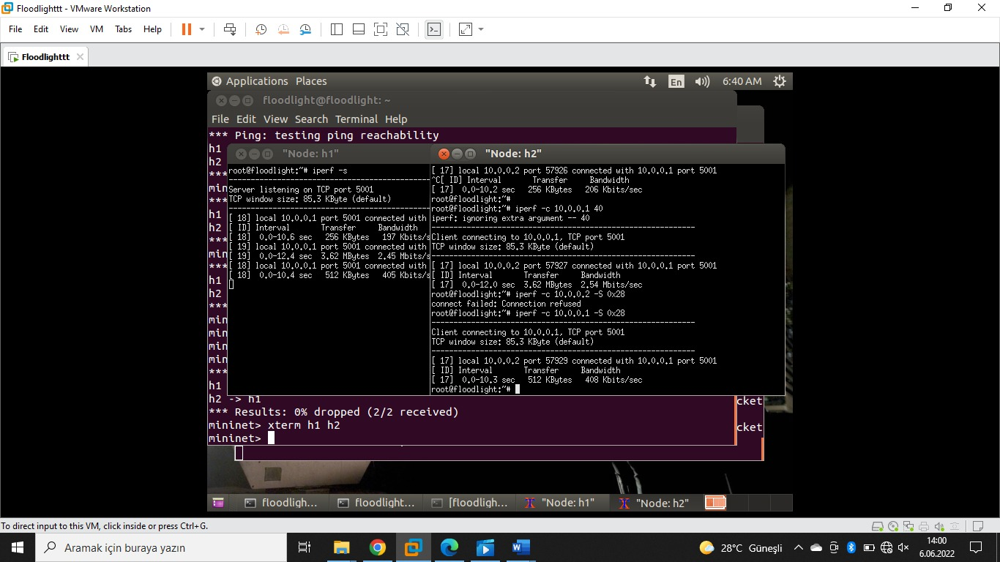 Floodlighttt - VMware Workstation
File Edit View VM Tabs Help
Floodlighttt
Applications Places
En
6:40 AM
floodlight@floodlight: ~
File Edit View Search Terminal Help
*** Ping: testing ping reachability
h1
h2
***
min
***
h1
h2
***
min
***
h1
h2
***
min
min
min
min
***
h1
h2 -> h1
*** Results: 0% dropped (2/2 received)
mininet> xterm h1 h2
mininet>
cket
cket
"Node: h1"
root@floodlight:~# iperf -s
------------------------------------------------------------
Server listening on TCP port 5001
TCP window size: 85.3 KByte (default)
------------------------------------------------------------
[ 18] local 10.0.0.1 port 5001 connected with
[ ID] Interval Transfer Bandwidth
[ 18] 0.0-10.6 sec 256 KBytes 197 Kbits/s
[ 19] local 10.0.0.1 port 5001 connected with
[ 19] 0.0-12.4 sec 3.62 MBytes 2.45 Mbits/s
[ 18] local 10.0.0.1 port 5001 connected with
[ 18] 0.0-10.4 sec 512 KBytes 405 Kbits/s
"Node: h2"
[ 17] local 10.0.0.2 port 57926 connected with 10.0.0.1 port 5001
^C[ ID] Interval Transfer Bandwidth
[ 17] 0.0-10.2 sec 256 KBytes 206 Kbits/sec
root@floodlight:~#
root@floodlight:~# iperf -c 10.0.0.1 40
iperf: ignoring extra argument -- 40
------------------------------------------------------------
Client connecting to 10.0.0.1, TCP port 5001
TCP window size: 85.3 KByte (default)
------------------------------------------------------------
[ 17] local 10.0.0.2 port 57927 connected with 10.0.0.1 port 5001
[ ID] Interval Transfer Bandwidth
[ 17] 0.0-12.0 sec 3.62 MBytes 2.54 Mbits/sec
root@floodlight:~# iperf -c 10.0.0.2 -S 0x28
connect failed: Connection refused
root@floodlight:~# iperf -c 10.0.0.1 -S 0x28
------------------------------------------------------------
Client connecting to 10.0.0.1, TCP port 5001
TCP window size: 85.3 KByte (default)
------------------------------------------------------------
[ 17] local 10.0.0.2 port 57929 connected with 10.0.0.1 port 5001
[ ID] Interval Transfer Bandwidth
[ 17] 0.0-10.3 sec 512 KBytes 408 Kbits/sec
root@floodlight:~#
floodligh... floodlight... [floodligh... "Node: h1" "Node: h2"
To direct input to this VM, click inside or press Ctrl+G.
Aramak için buraya yazın
28°C Güneşli
14:00
6.06.2022